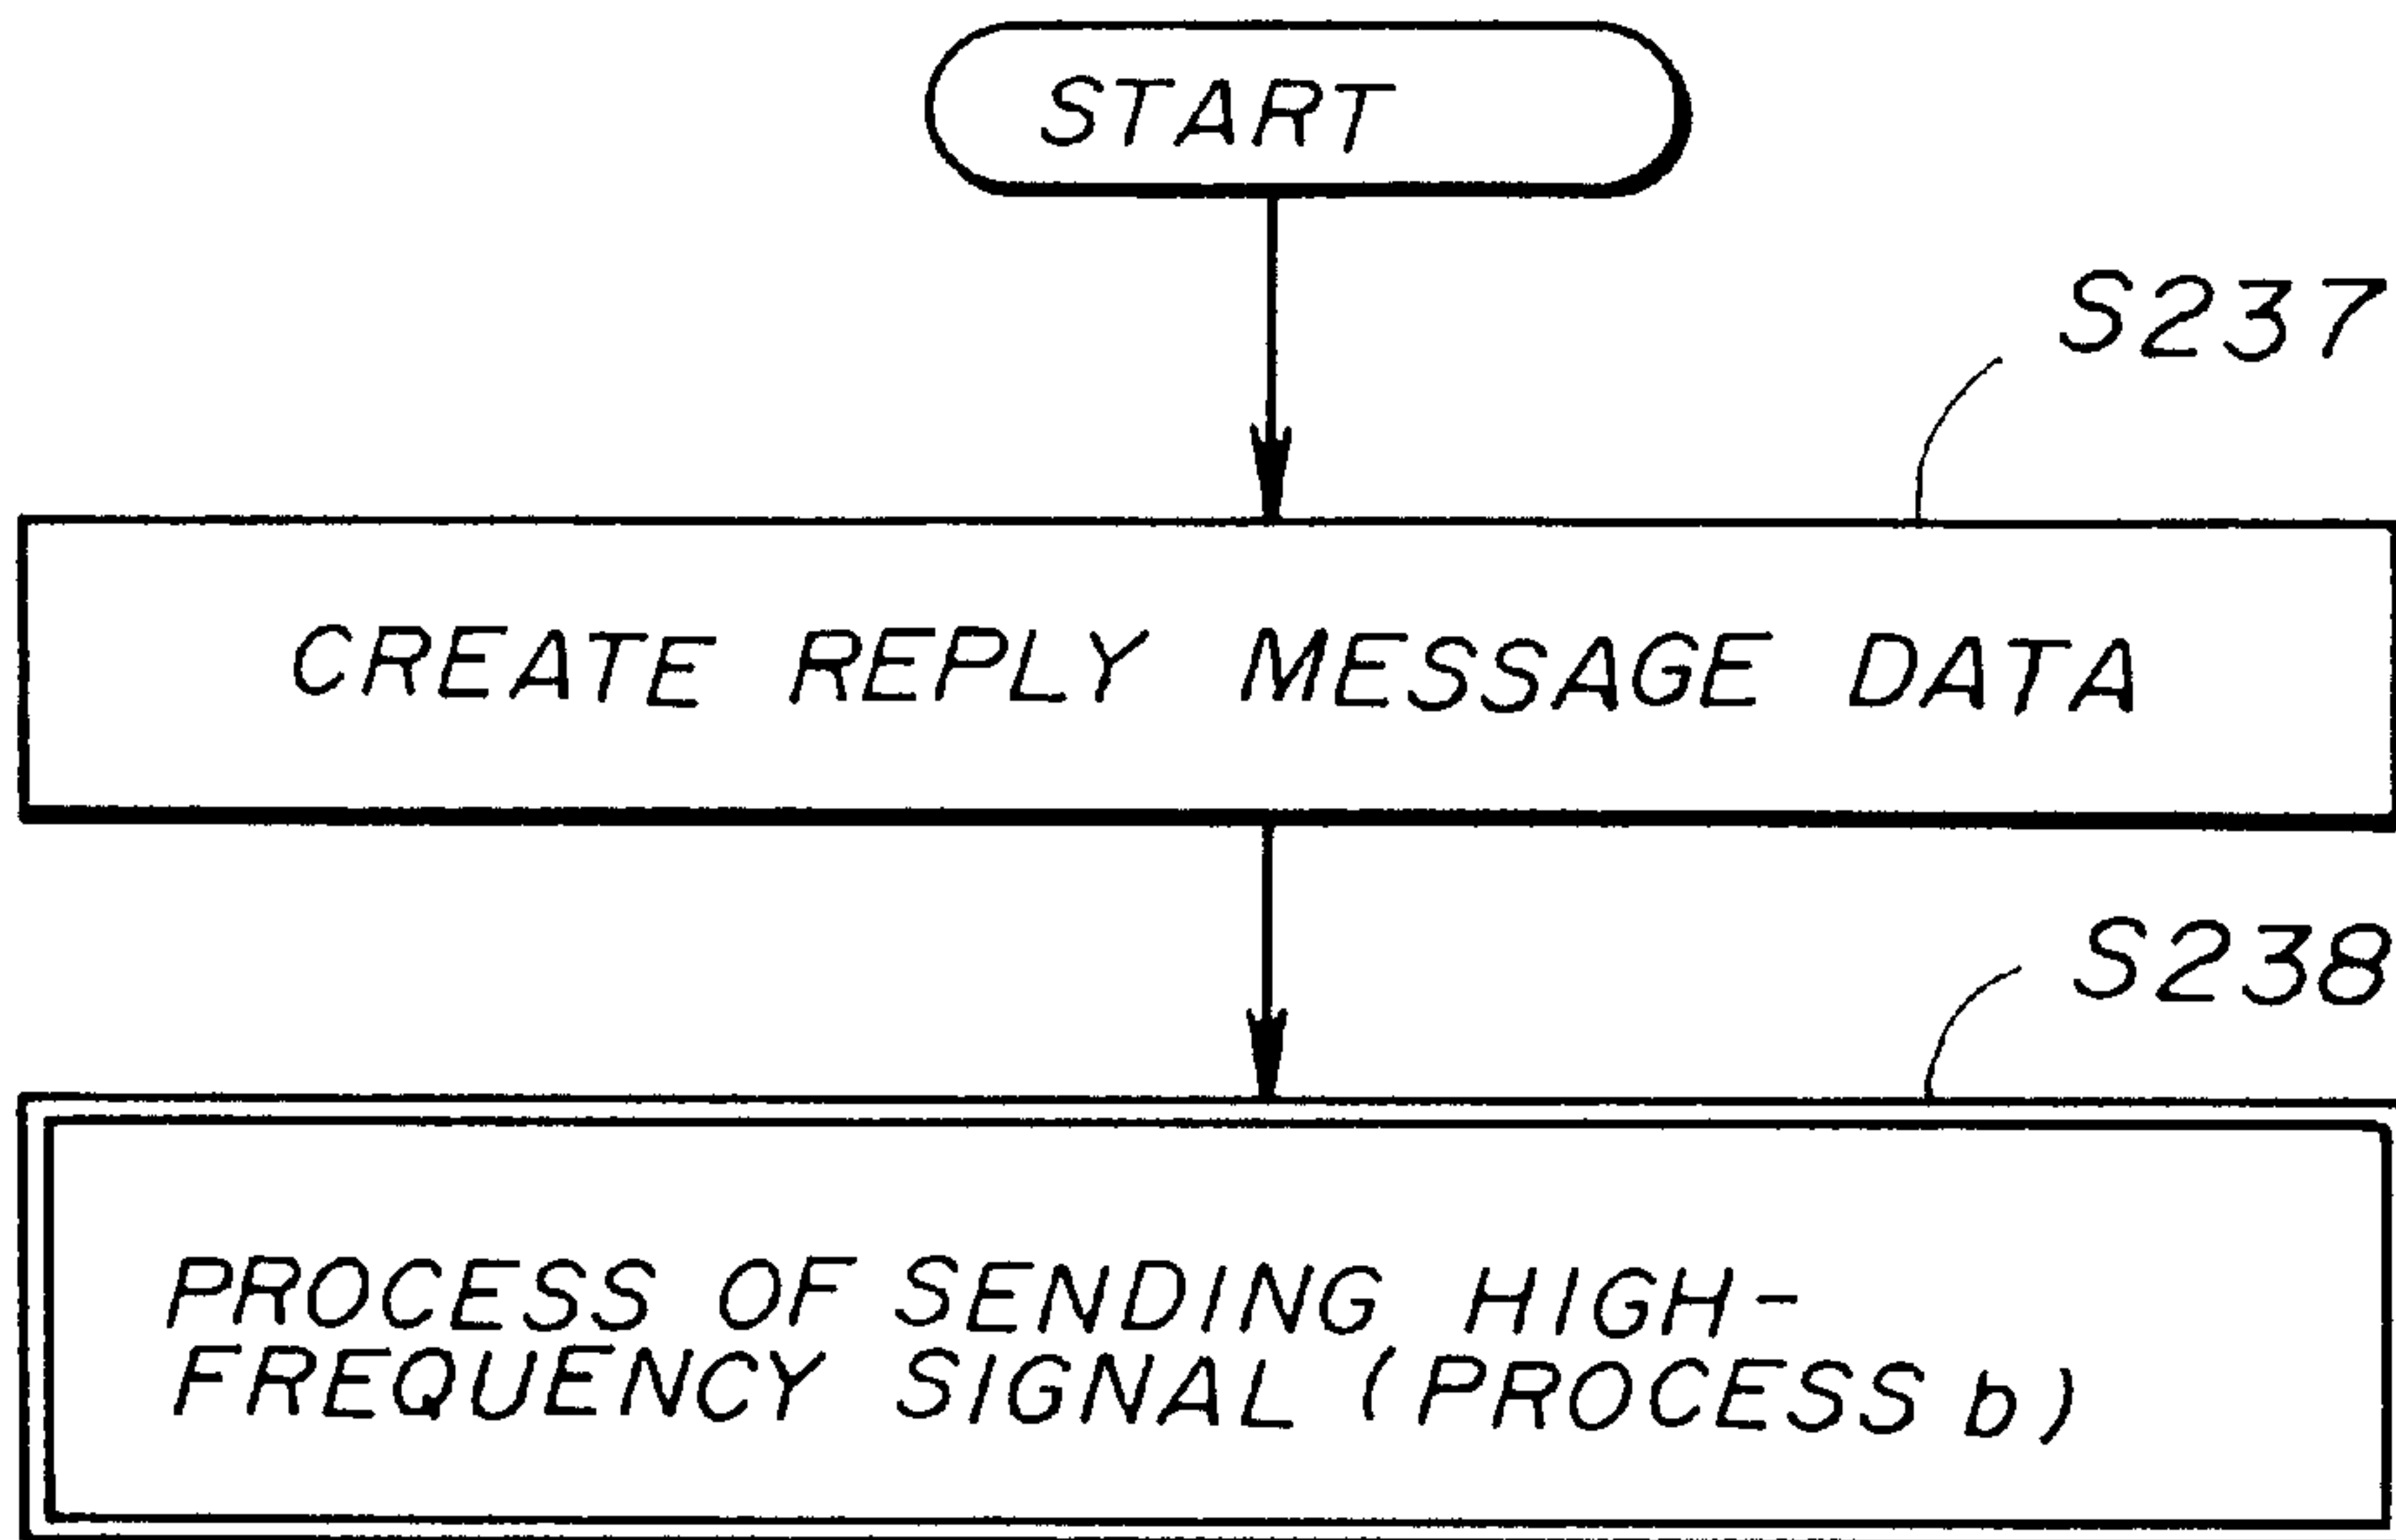 START
S237
CREATE REPLY MESSAGE DATA
S238
PROCESS OF SENDING HIGH-
FREQUENCY SIGNAL (PROCESS b)